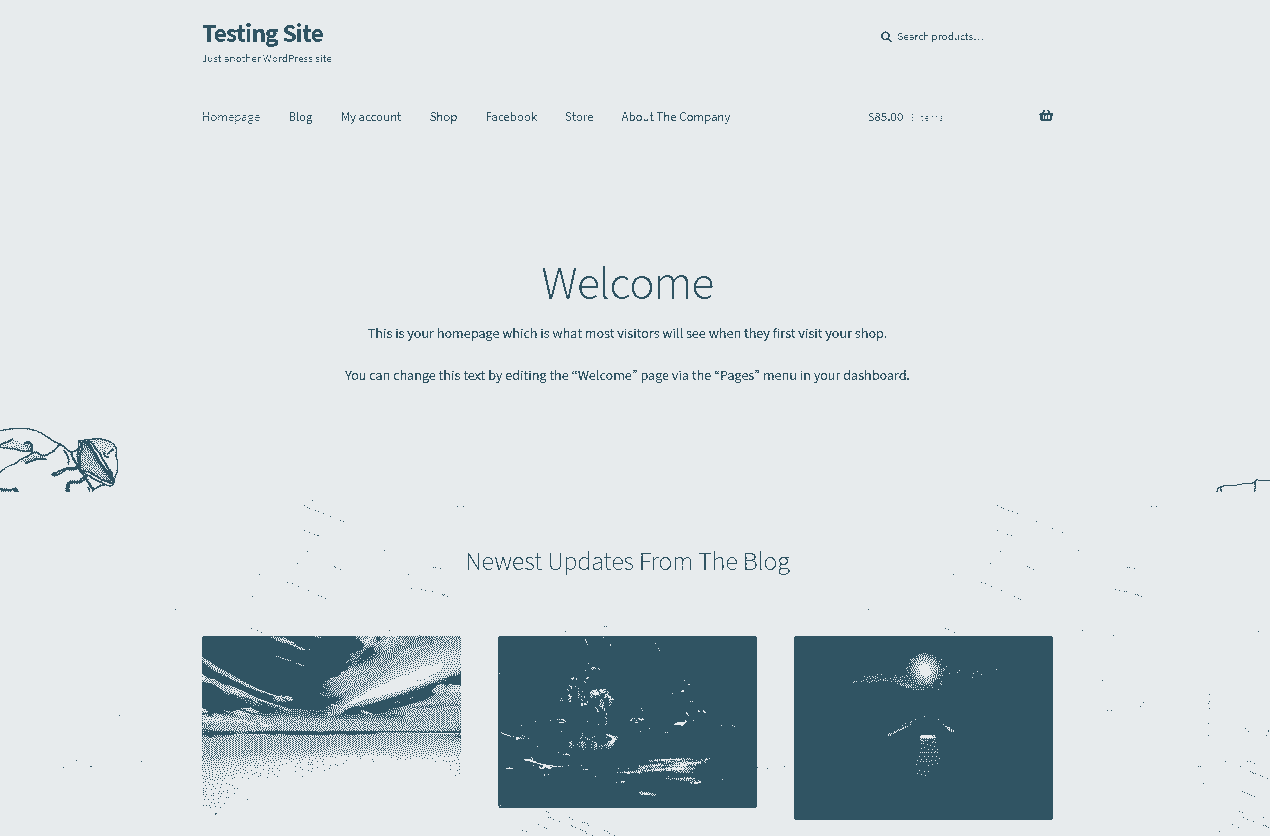 Testing Site
Just another WordPress site
Search products…
Homepage Blog My account Shop Facebook Store About The Company
$85.00 items
Welcome
This is your homepage which is what most visitors will see when they first visit your shop.
You can change this text by editing the “Welcome” page via the “Pages” menu in your dashboard.
Newest Updates From The Blog